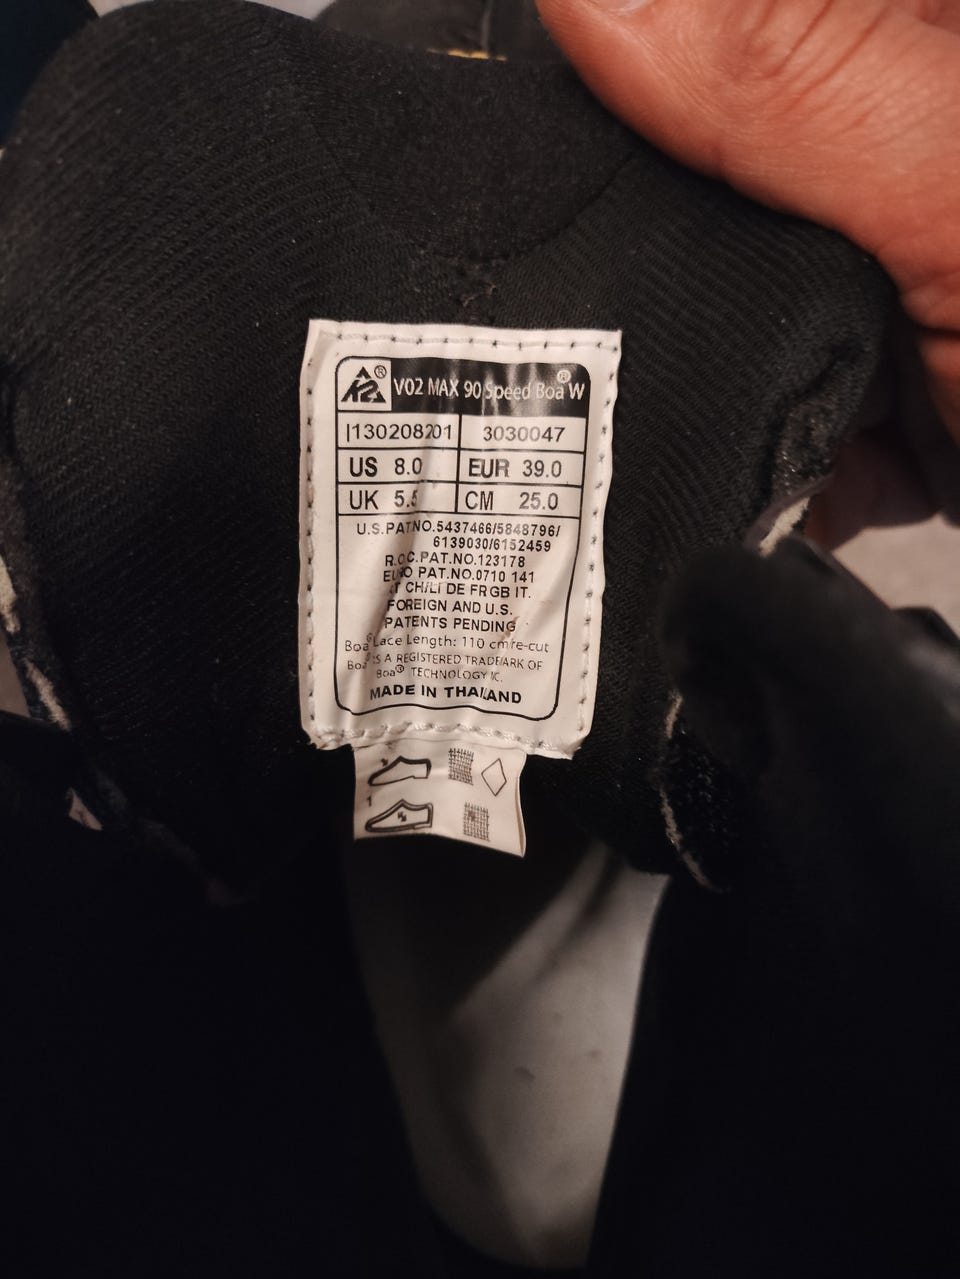 K2® V02 MAX 90 Speed Boa® W
I130208201 3030047
US 8.0 EUR 39.0
UK 5.5 CM 25.0
U.S.PAT.NO.5437466/5848796/
6139030/6152459
R.O.C.PAT.NO.123178
EURO PAT.NO.0710 141
AT CH/LI DE FRGB IT.
FOREIGN AND U.S.
PATENTS PENDING
Boa® Lace Length: 110 cm re-cut
Boa® IS A REGISTERED TRADEMARK OF
Boa® TECHNOLOGY
MADE IN THAILAND
1